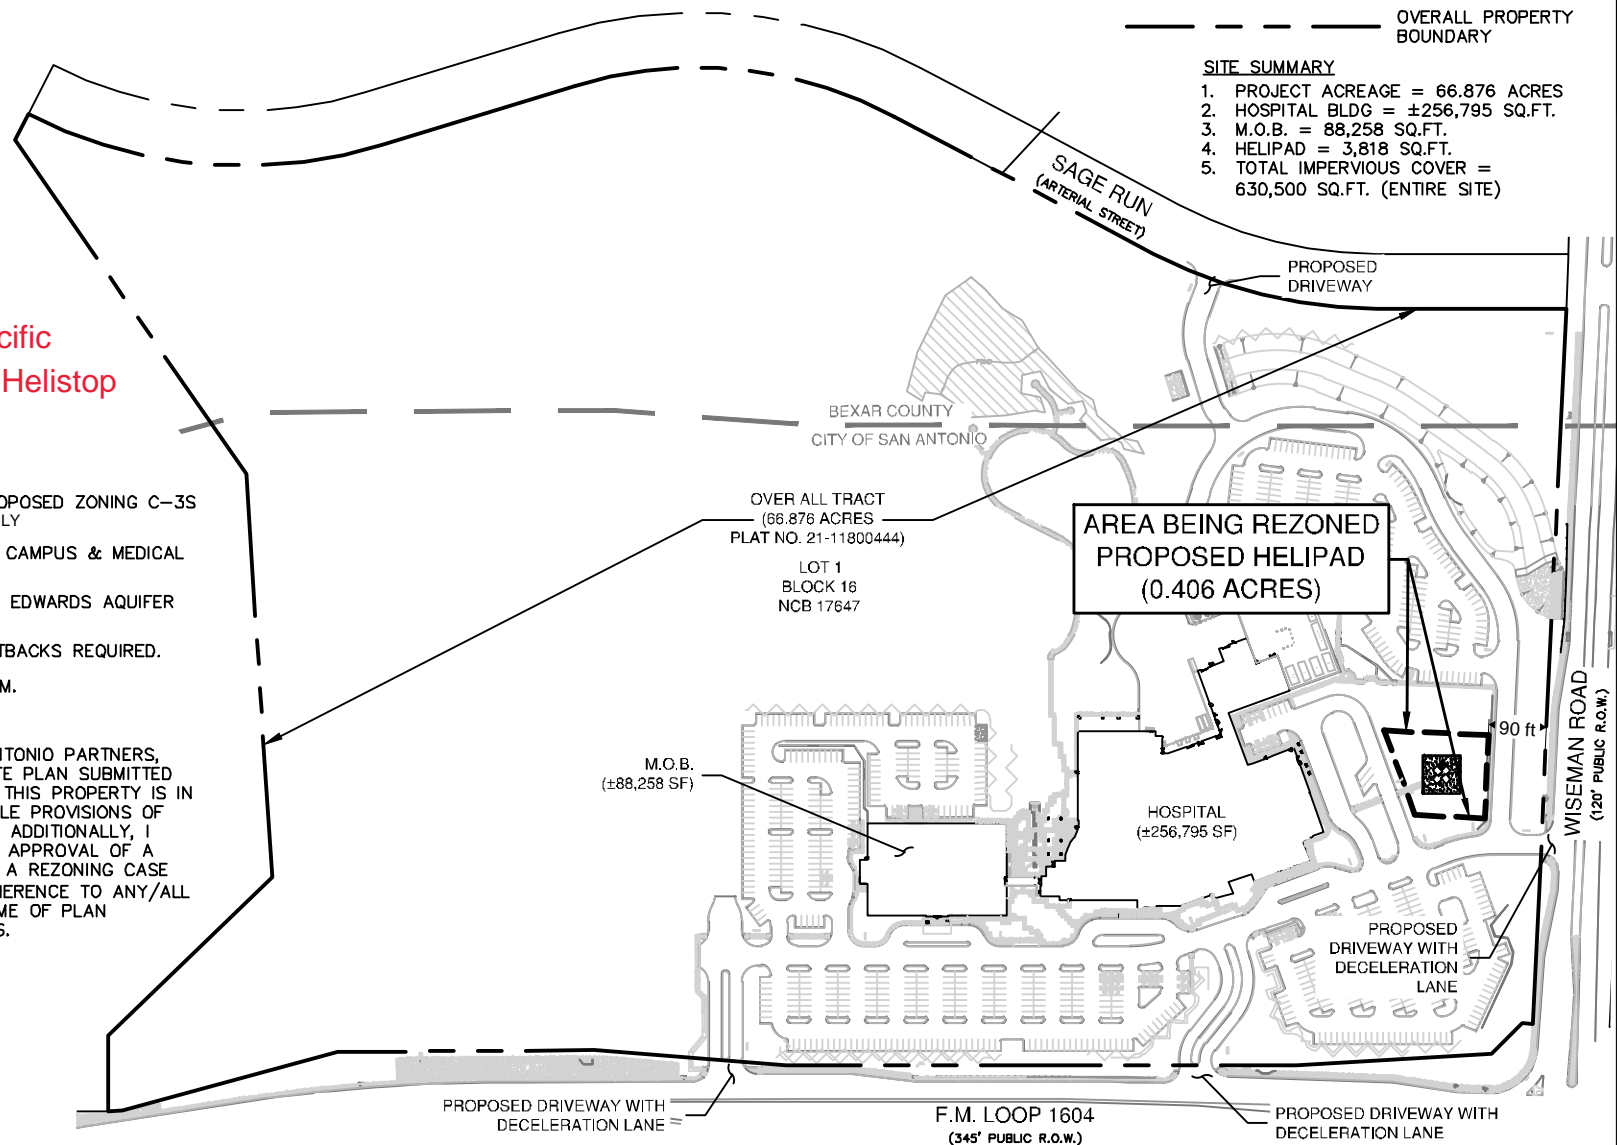 OVERALL PROPERTY
BOUNDARY
SITE SUMMARY
1. PROJECT ACREAGE = 66.876 ACRES
2. HOSPITAL BLDG = ±256,795 SQ.FT.
3. M.O.B. = 88,258 SQ.FT.
4. HELIPAD = 3,818 SQ.FT.
5. TOTAL IMPERVIOUS COVER =
630,500 SQ.FT. (ENTIRE SITE)
SAGE RUN
(ARTERIAL STREET)
PROPOSED
DRIVEWAY
cific
Helistop
BEXAR COUNTY
CITY OF SAN ANTONIO
OPOSED ZONING C-3S
LY
CAMPUS & MEDICAL
EDWARDS AQUIFER
TBACKS REQUIRED.
M.
OVER ALL TRACT
(66.876 ACRES
PLAT NO. 21-11800444)
LOT 1
BLOCK 16
NCB 17647
AREA BEING REZONED
PROPOSED HELIPAD
(0.406 ACRES)
90 ft
WISEMAN ROAD
(120' PUBLIC R.O.W.)
NTONIO PARTNERS,
TE PLAN SUBMITTED
THIS PROPERTY IS IN
LE PROVISIONS OF
ADDITIONALLY, I
APPROVAL OF A
A REZONING CASE
HERENCE TO ANY/ALL
ME OF PLAN
S.
M.O.B.
(±88,258 SF)
HOSPITAL
(±256,795 SF)
PROPOSED
DRIVEWAY WITH
DECELERATION
LANE
PROPOSED DRIVEWAY WITH
DECELERATION LANE
F.M. LOOP 1604
(345' PUBLIC R.O.W.)
PROPOSED DRIVEWAY WITH
DECELERATION LANE